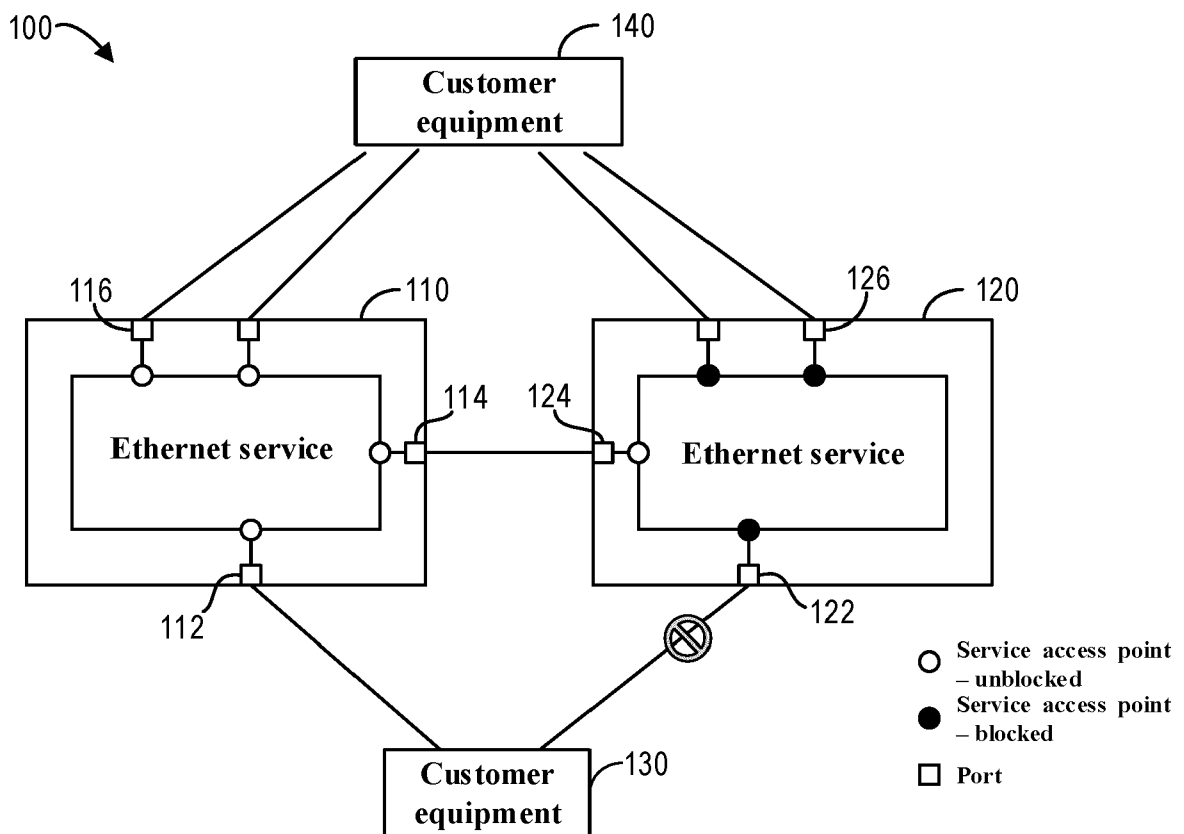 100
140
Customer
equipment
116
110
126
120
114
124
Ethernet service
Ethernet service
112
122
Service access point
– unblocked
Service access point
– blocked
Port
130
Customer
equipment